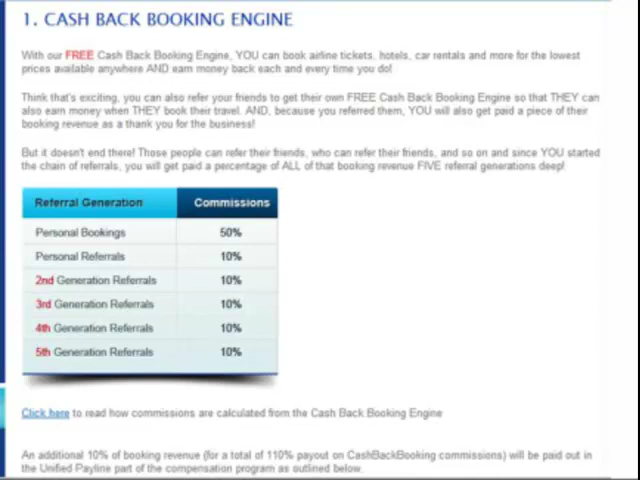 1. CASH BACK BOOKING ENGINE
With our FREE Cash Back Booking Engine, YOU can book airline tickets, hotels, car rentals and more for the lowest
prices available anywhere AND earn money back each and every time you do!
Think that's exciting, you can also refer your friends to get their own FREE Cash Back Booking Engine so that THEY can
also earn money when THEY book their travel. AND, because you referred them, YOU will also get paid a piece of their
booking revenue as a thank you for the business!
But it doesn't end there! Those people can refer their friends, who can refer their friends, and so on and since YOU started
the chain of referrals, you will get paid a percentage of ALL of that booking revenue FIVE referral generations deep!
Referral Generation Commissions
Personal Bookings 50%
Personal Referrals 10%
2nd Generation Referrals 10%
3rd Generation Referrals 10%
4th Generation Referrals 10%
5th Generation Referrals 10%
Click here to read how commissions are calculated from the Cash Back Booking Engine
An additional 10% of booking revenue (for a total of 110% payout on CashBackBooking commissions) will be paid out in
the Unified Payline part of the compensation program as outlined below.